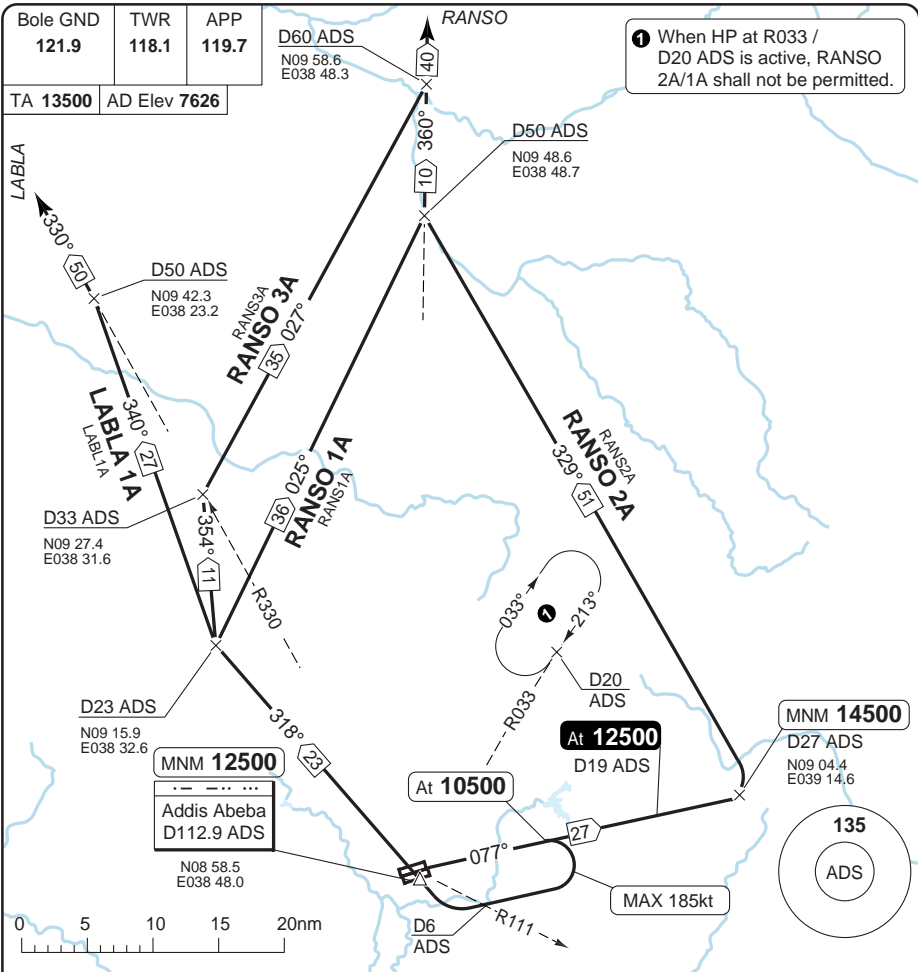 Bole GND
121.9
TWR
118.1
APP
119.7
TA 13500
AD Elev 7626
RANSO
❶ When HP at R033 /
D20 ADS is active, RANSO
2A/1A shall not be permitted.
D60 ADS
N09 58.6
E038 48.3
40
360°
10
D50 ADS
N09 48.6
E038 48.7
LABLA
330°
50
D50 ADS
N09 42.3
E038 23.2
RANS3A
RANSO 3A
027°
35
340°
27
LABLA 1A
LABL1A
025°
36
RANSO 1A
RANS1A
RANS2A
RANSO 2A
329°
51
D33 ADS
N09 27.4
E038 31.6
354°
11
R330
033°
❶
213°
D20
ADS
R033
D23 ADS
N09 15.9
E038 32.6
318°
23
MNM 14500
D27 ADS
N09 04.4
E039 14.6
At 12500
D19 ADS
MNM 12500
At 10500
Addis Abeba
D112.9 ADS
N08 58.5
E038 48.0
077°
27
MAX 185kt
D6
ADS
R111
135
ADS
0 5 10 15 20nm